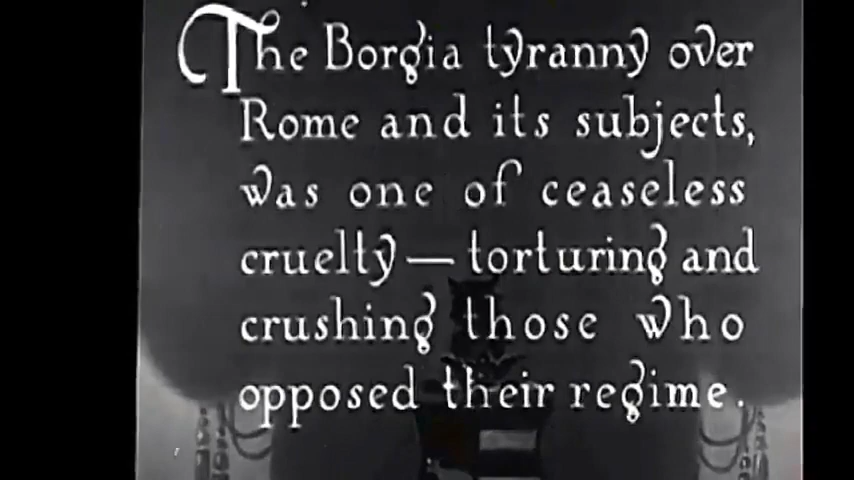 The Borgia tyranny over
Rome and its subjects,
was one of ceaseless
cruelty — torturing and
crushing those who
opposed their regime.